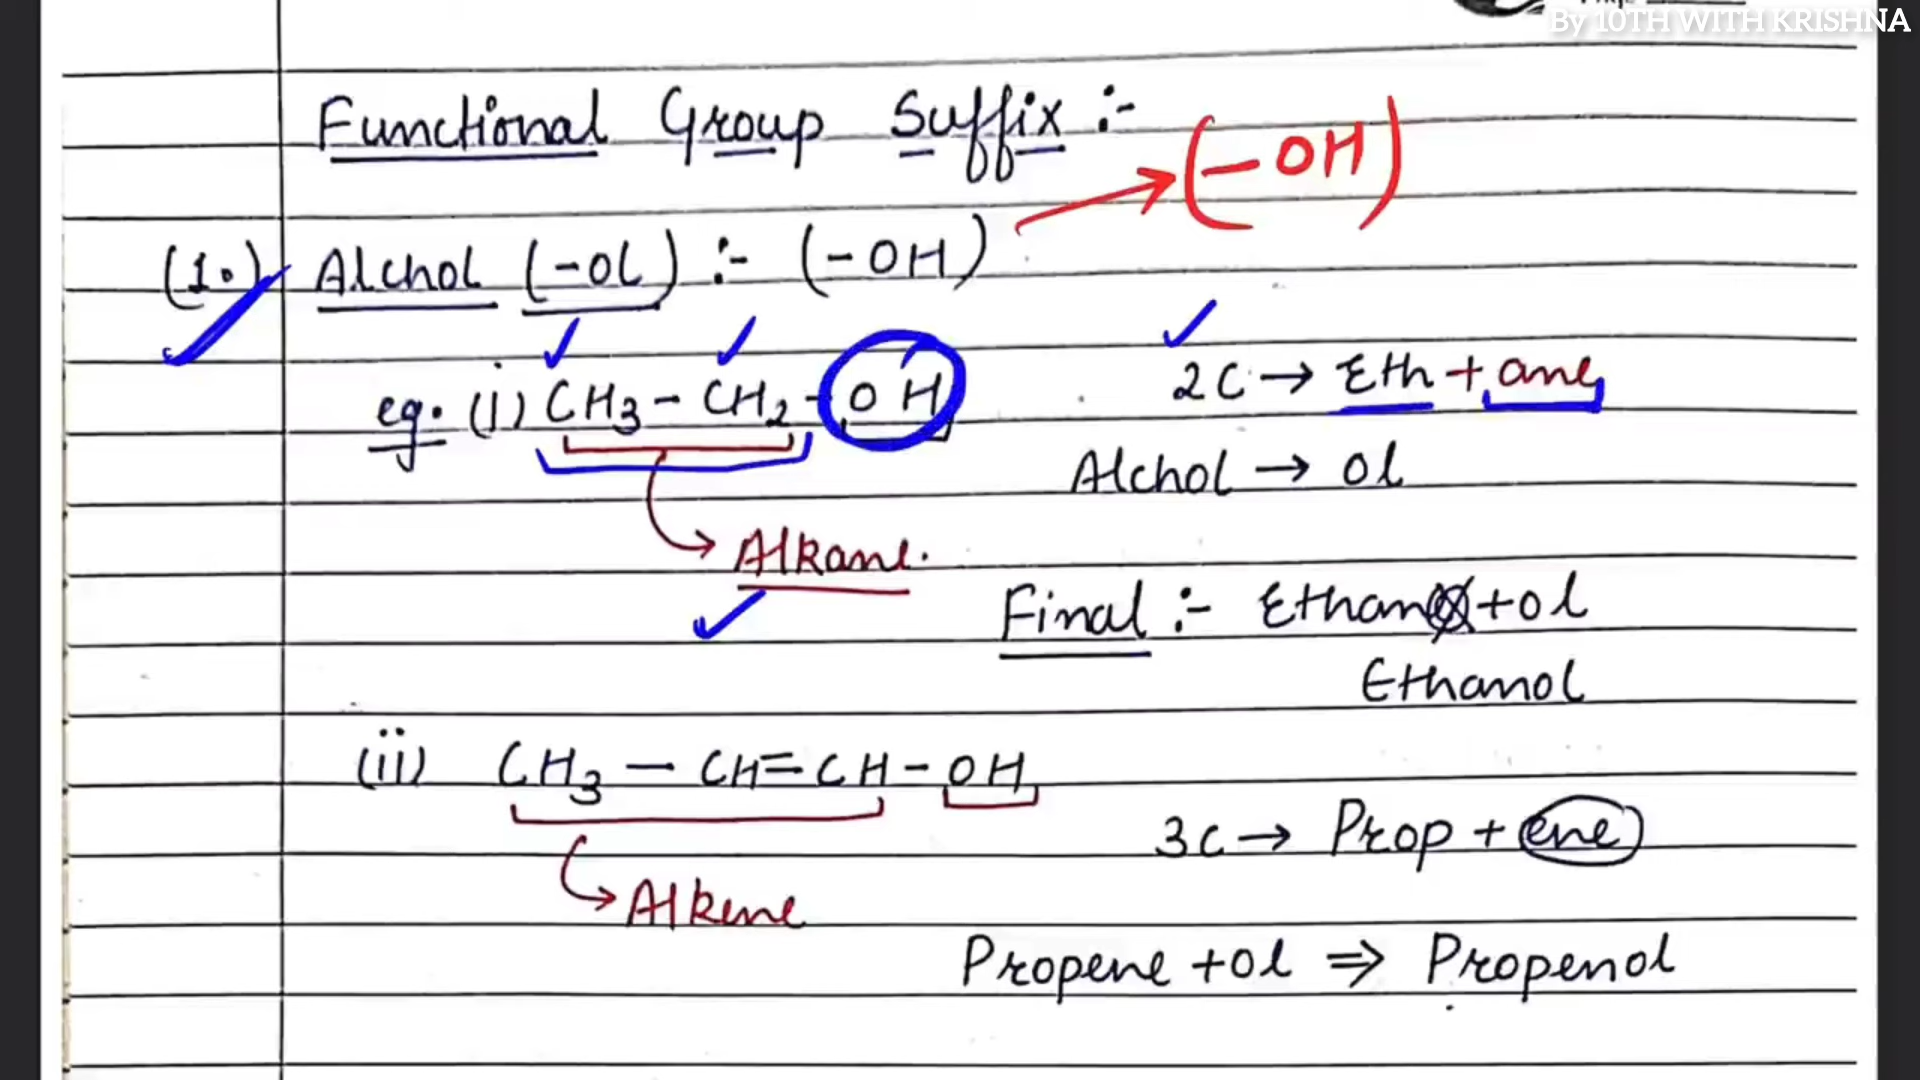 By 10TH WITH KRISHNA
Functional Group Suffix :-
(-OH)
(1.) Alchol (-Ol) :- (-OH)
eg. (i) CH3 - CH2 - OH
2C → Eth + ane
Alchol → Ol
Alkane.
Final :- Ethane + ol
Ethanol
(ii) CH3 - CH = CH - OH
3C → Prop + ene
Alkene
Propene + Ol ⇒ Propenol